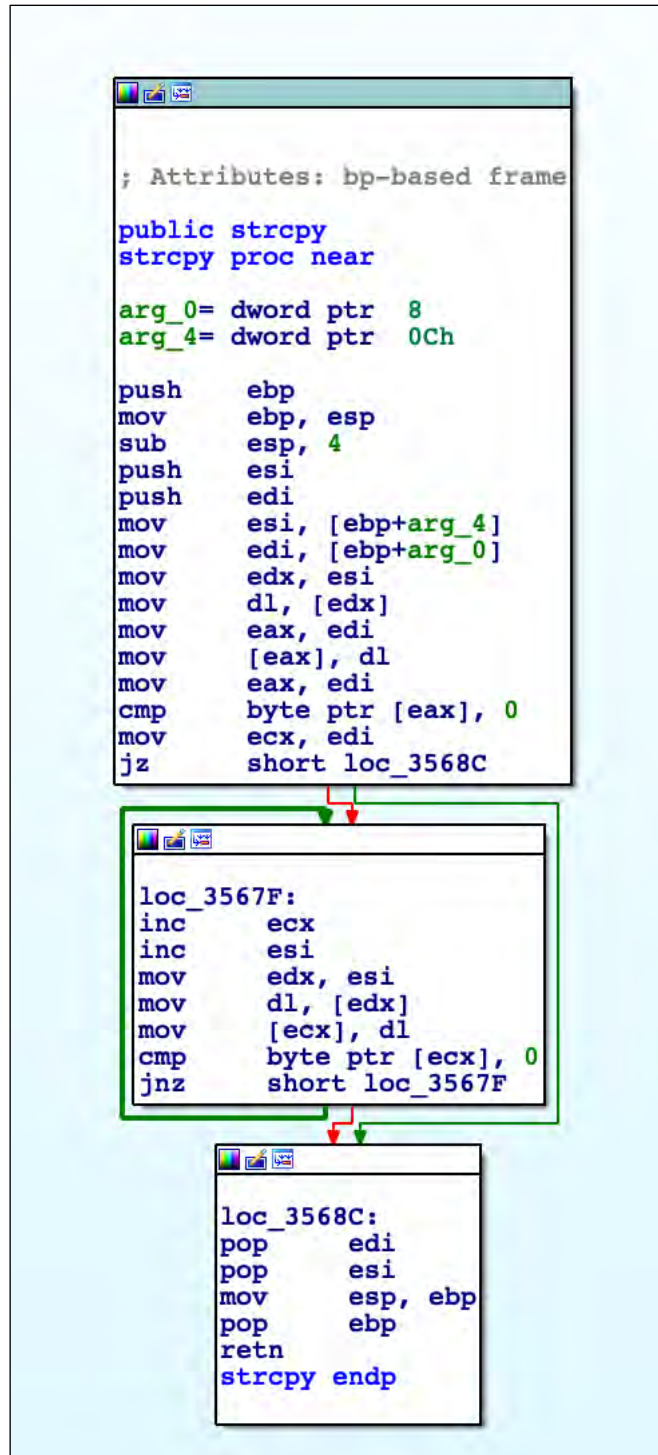 ; Attributes: bp-based frame
public strcpy
strcpy proc near
arg_0= dword ptr  8
arg_4= dword ptr  0Ch
push    ebp
mov     ebp, esp
sub     esp, 4
push    esi
push    edi
mov     esi, [ebp+arg_4]
mov     edi, [ebp+arg_0]
mov     edx, esi
mov     dl, [edx]
mov     eax, edi
mov     [eax], dl
mov     eax, edi
cmp     byte ptr [eax], 0
mov     ecx, edi
jz      short loc_3568C
loc_3567F:
inc     ecx
inc     esi
mov     edx, esi
mov     dl, [edx]
mov     [ecx], dl
cmp     byte ptr [ecx], 0
jnz     short loc_3567F
loc_3568C:
pop     edi
pop     esi
mov     esp, ebp
pop     ebp
retn
strcpy endp